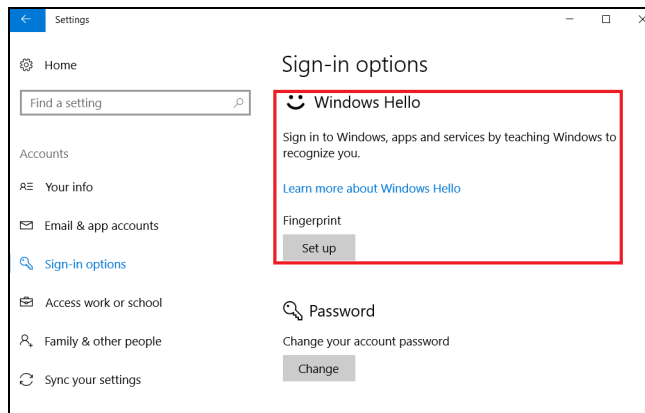 Settings
Home
Find a setting
Accounts
Your info
Email & app accounts
Sign-in options
Access work or school
Family & other people
Sync your settings
Sign-in options
Windows Hello
Sign in to Windows, apps and services by teaching Windows to
recognize you.
Learn more about Windows Hello
Fingerprint
Set up
Password
Change your account password
Change